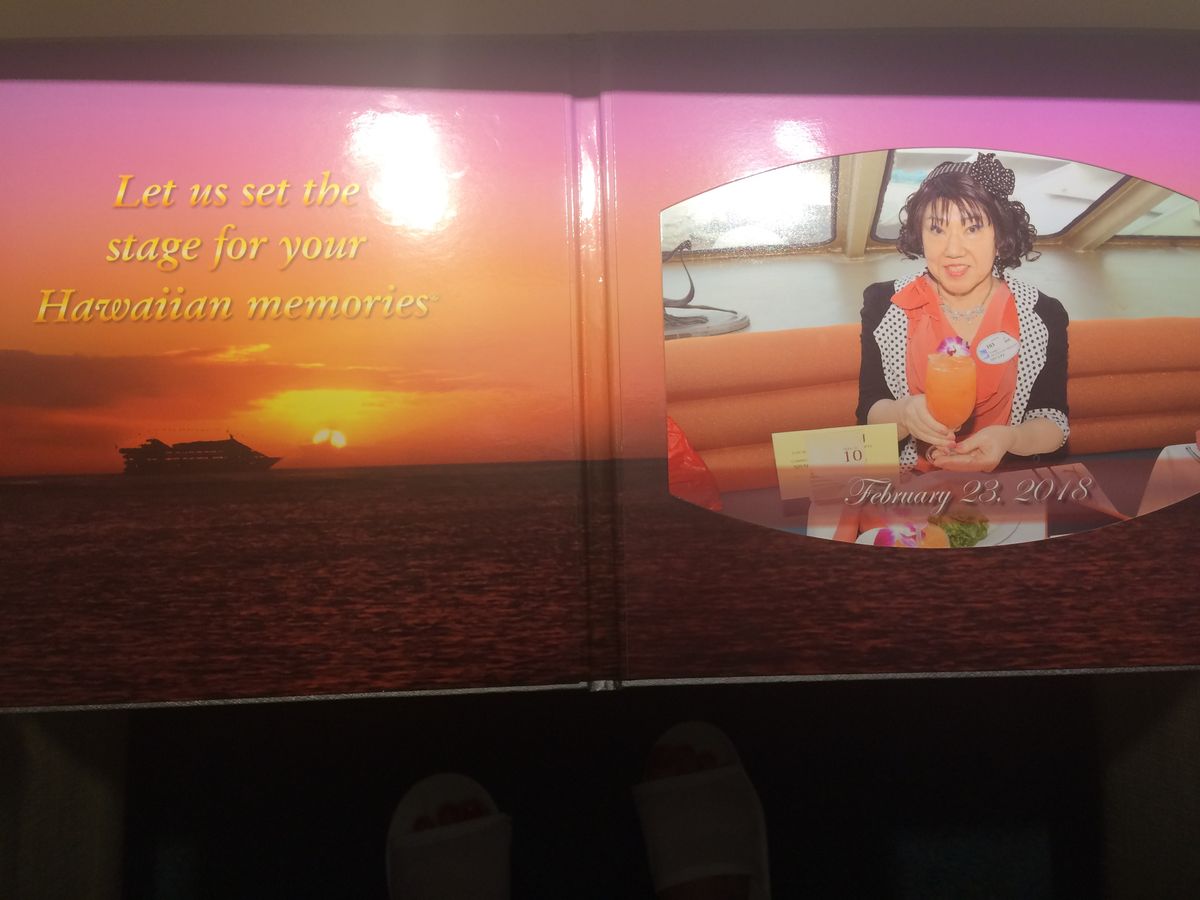 Let us set the
stage for your
Hawaiian memories
10
February 23, 2018